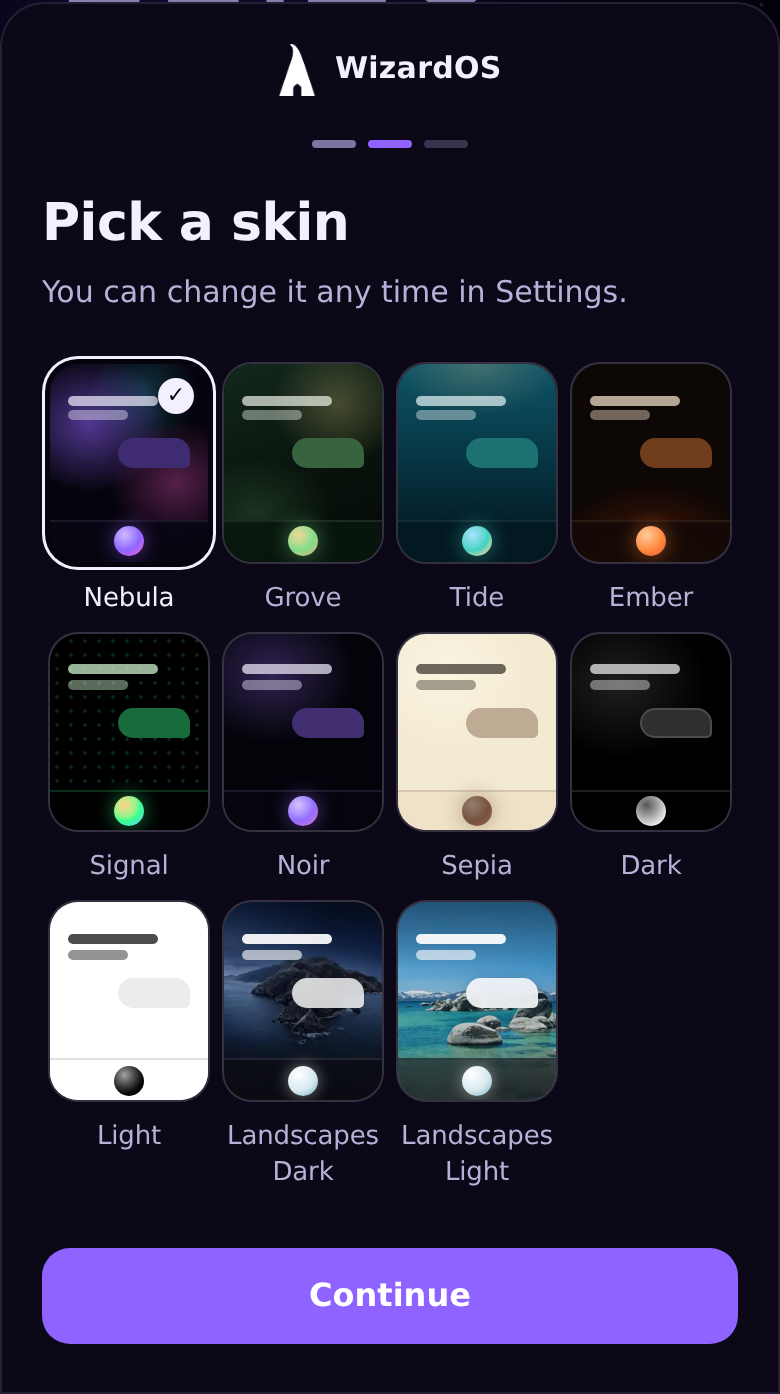 WizardOS
Pick a skin
You can change it any time in Settings.
Nebula
Grove
Tide
Ember
Signal
Noir
Sepia
Dark
Light
Landscapes
Dark
Landscapes
Light
Continue